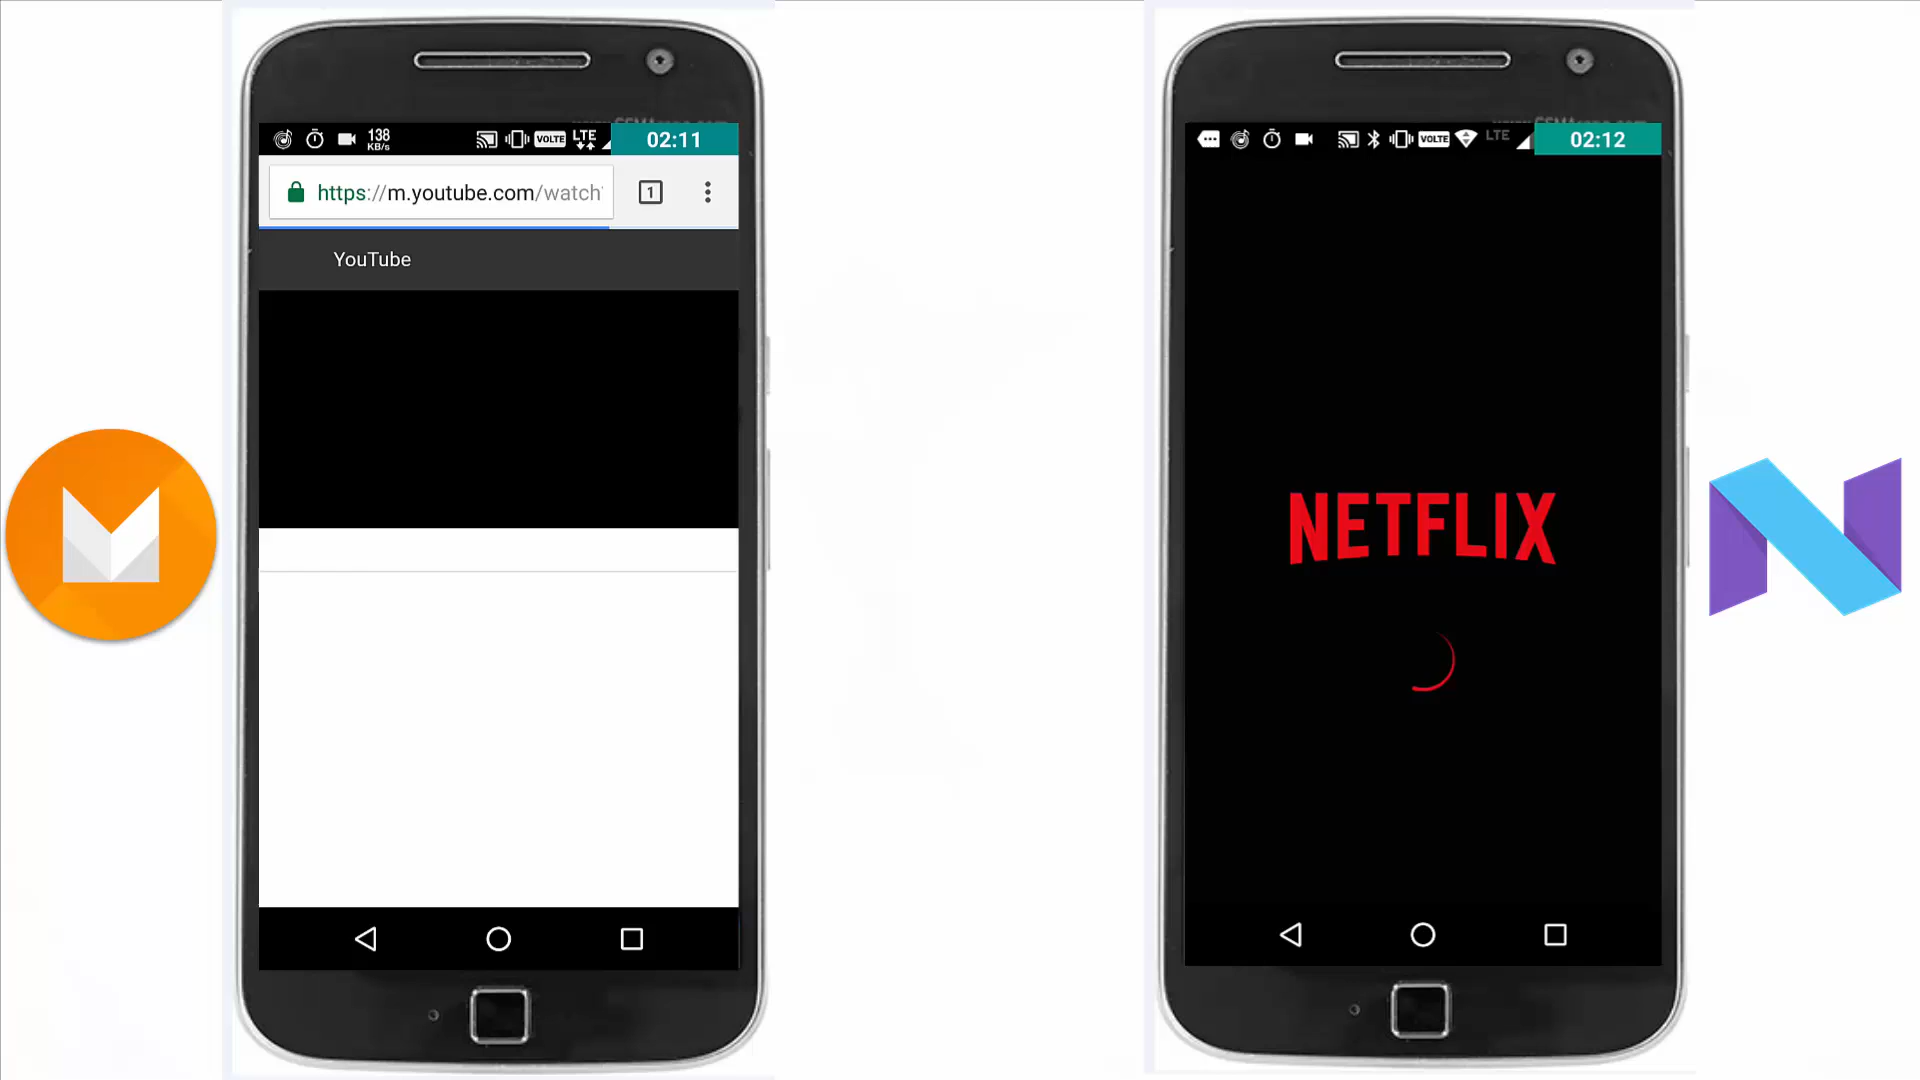 138
KB/s
VOLTE
LTE
02:11
https://m.youtube.com/watch
1
YouTube
VOLTE
LTE
02:12
NETFLIX